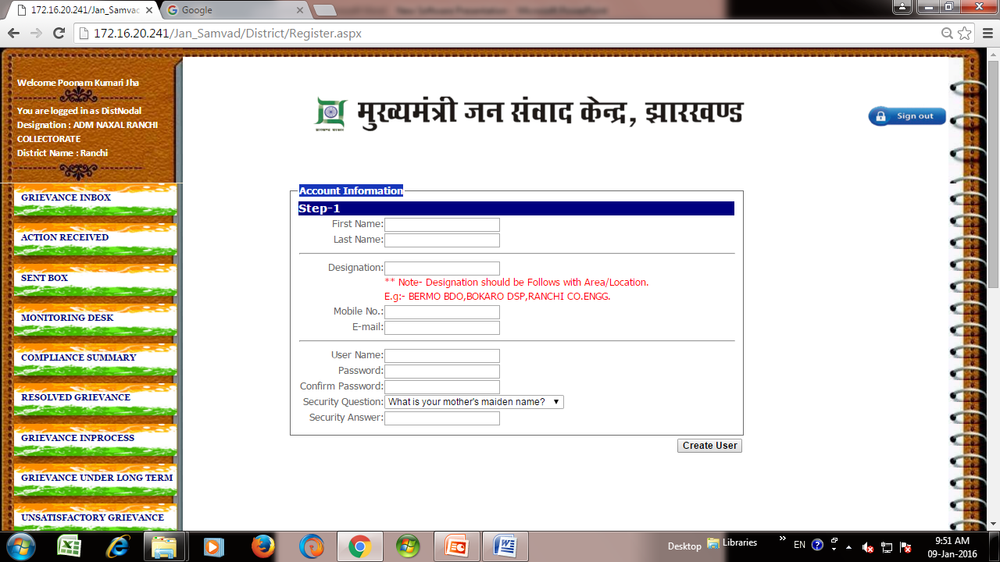 172.16.20.241/Jan_Samvac
Google
172.16.20.241/Jan_Samvad/District/Register.aspx
Welcome Poonam Kumari Jha
You are logged in as DistNodal
Designation : ADM NAXAL RANCHI
COLLECTORATE
District Name : Ranchi
मुख्यमंत्री जन संवाद केन्द्र, झारखण्ड
Sign out
GRIEVANCE INBOX
ACTION RECEIVED
SENT BOX
MONITORING DESK
COMPLIANCE SUMMARY
RESOLVED GRIEVANCE
GRIEVANCE INPROCESS
GRIEVANCE UNDER LONG TERM
UNSATISFACTORY GRIEVANCE
Account Information
Step-1
First Name:
Last Name:
Designation:
** Note- Designation should be Follows with Area/Location.
E.g:- BERMO BDO,BOKARO DSP,RANCHI CO.ENGG.
Mobile No.:
E-mail:
User Name:
Password:
Confirm Password:
Security Question: What is your mother's maiden name?
Security Answer:
Create User
Desktop
Libraries
EN
9:51 AM
09-Jan-2016